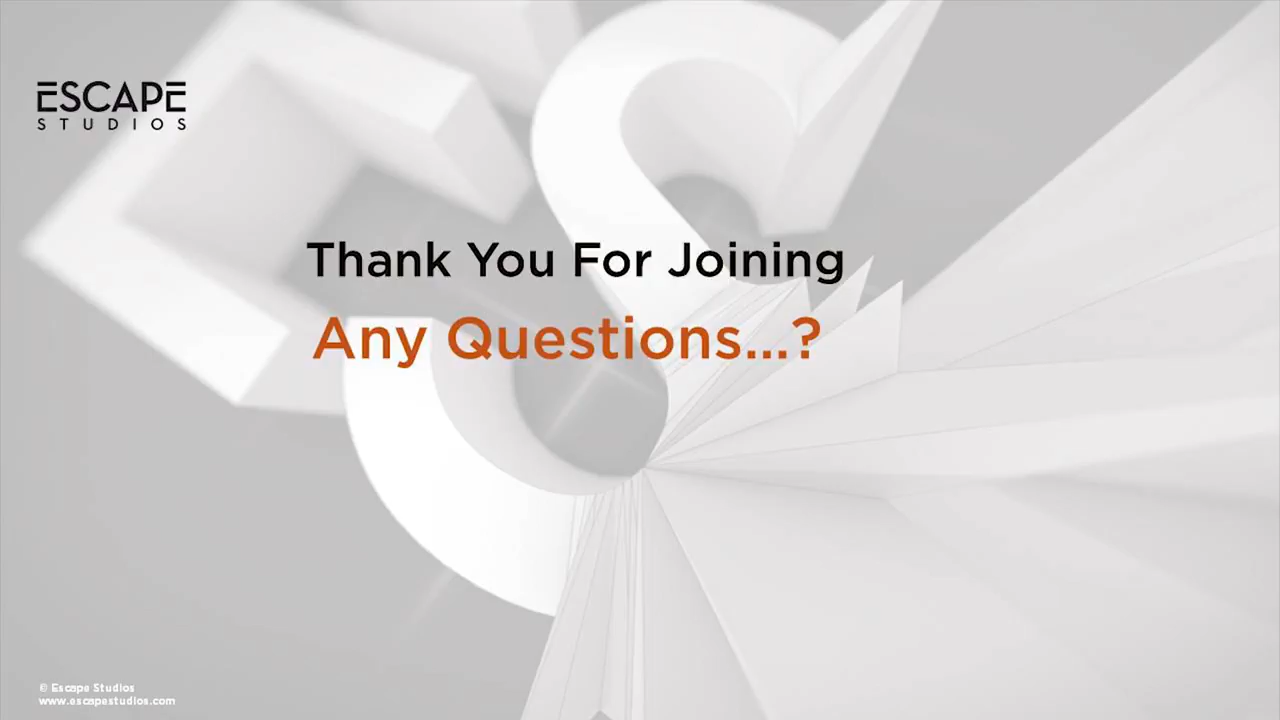 ESCAPE
STUDIOS
Thank You For Joining
Any Questions...?
© Escape Studios
www.escapestudios.com